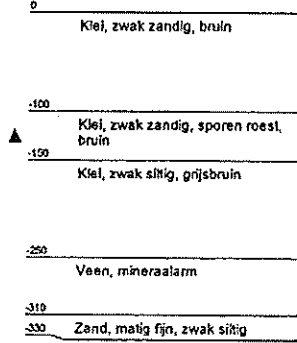 0
Klei, zwak zandig, bruin
-100
Klei, zwak zandig, sporen roest,
bruin
-150
Klei, zwak siltig, grijsbruin
-250
Veen, mineraalarm
-310
-330 Zand, matig fijn, zwak siltig